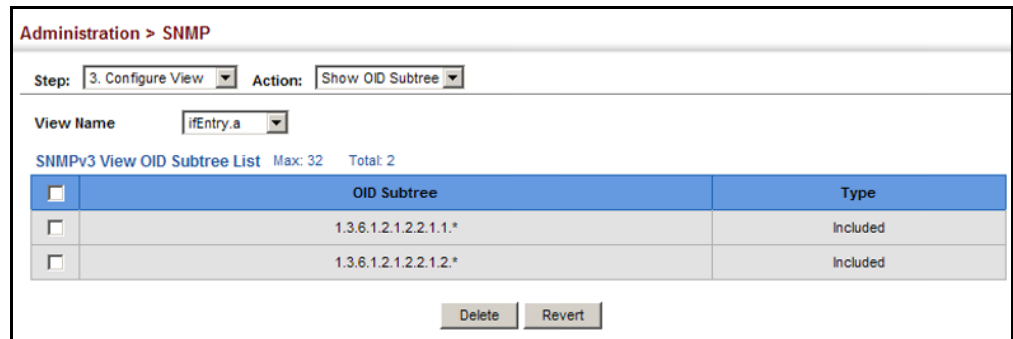 Administration > SNMP
Step: 3. Configure View Action: Show OID Subtree
View Name ifEntry.a
SNMPv3 View OID Subtree List Max: 32 Total: 2
OID Subtree Type
1.3.6.1.2.1.2.2.1.1.* Included
1.3.6.1.2.1.2.2.1.2.* Included
Delete Revert